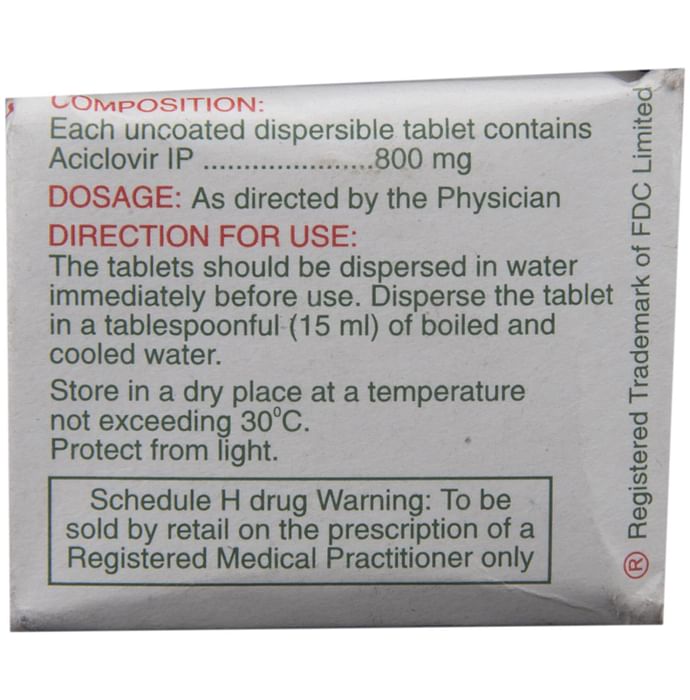 COMPOSITION:
Each uncoated dispersible tablet contains
Aciclovir IP .....................800 mg
DOSAGE: As directed by the Physician
DIRECTION FOR USE:
The tablets should be dispersed in water
immediately before use. Disperse the tablet
in a tablespoonful (15 ml) of boiled and
cooled water.
Store in a dry place at a temperature
not exceeding 30⁰C.
Protect from light.
Schedule H drug Warning: To be
sold by retail on the prescription of a
Registered Medical Practitioner only
® Registered Trademark of FDC Limited